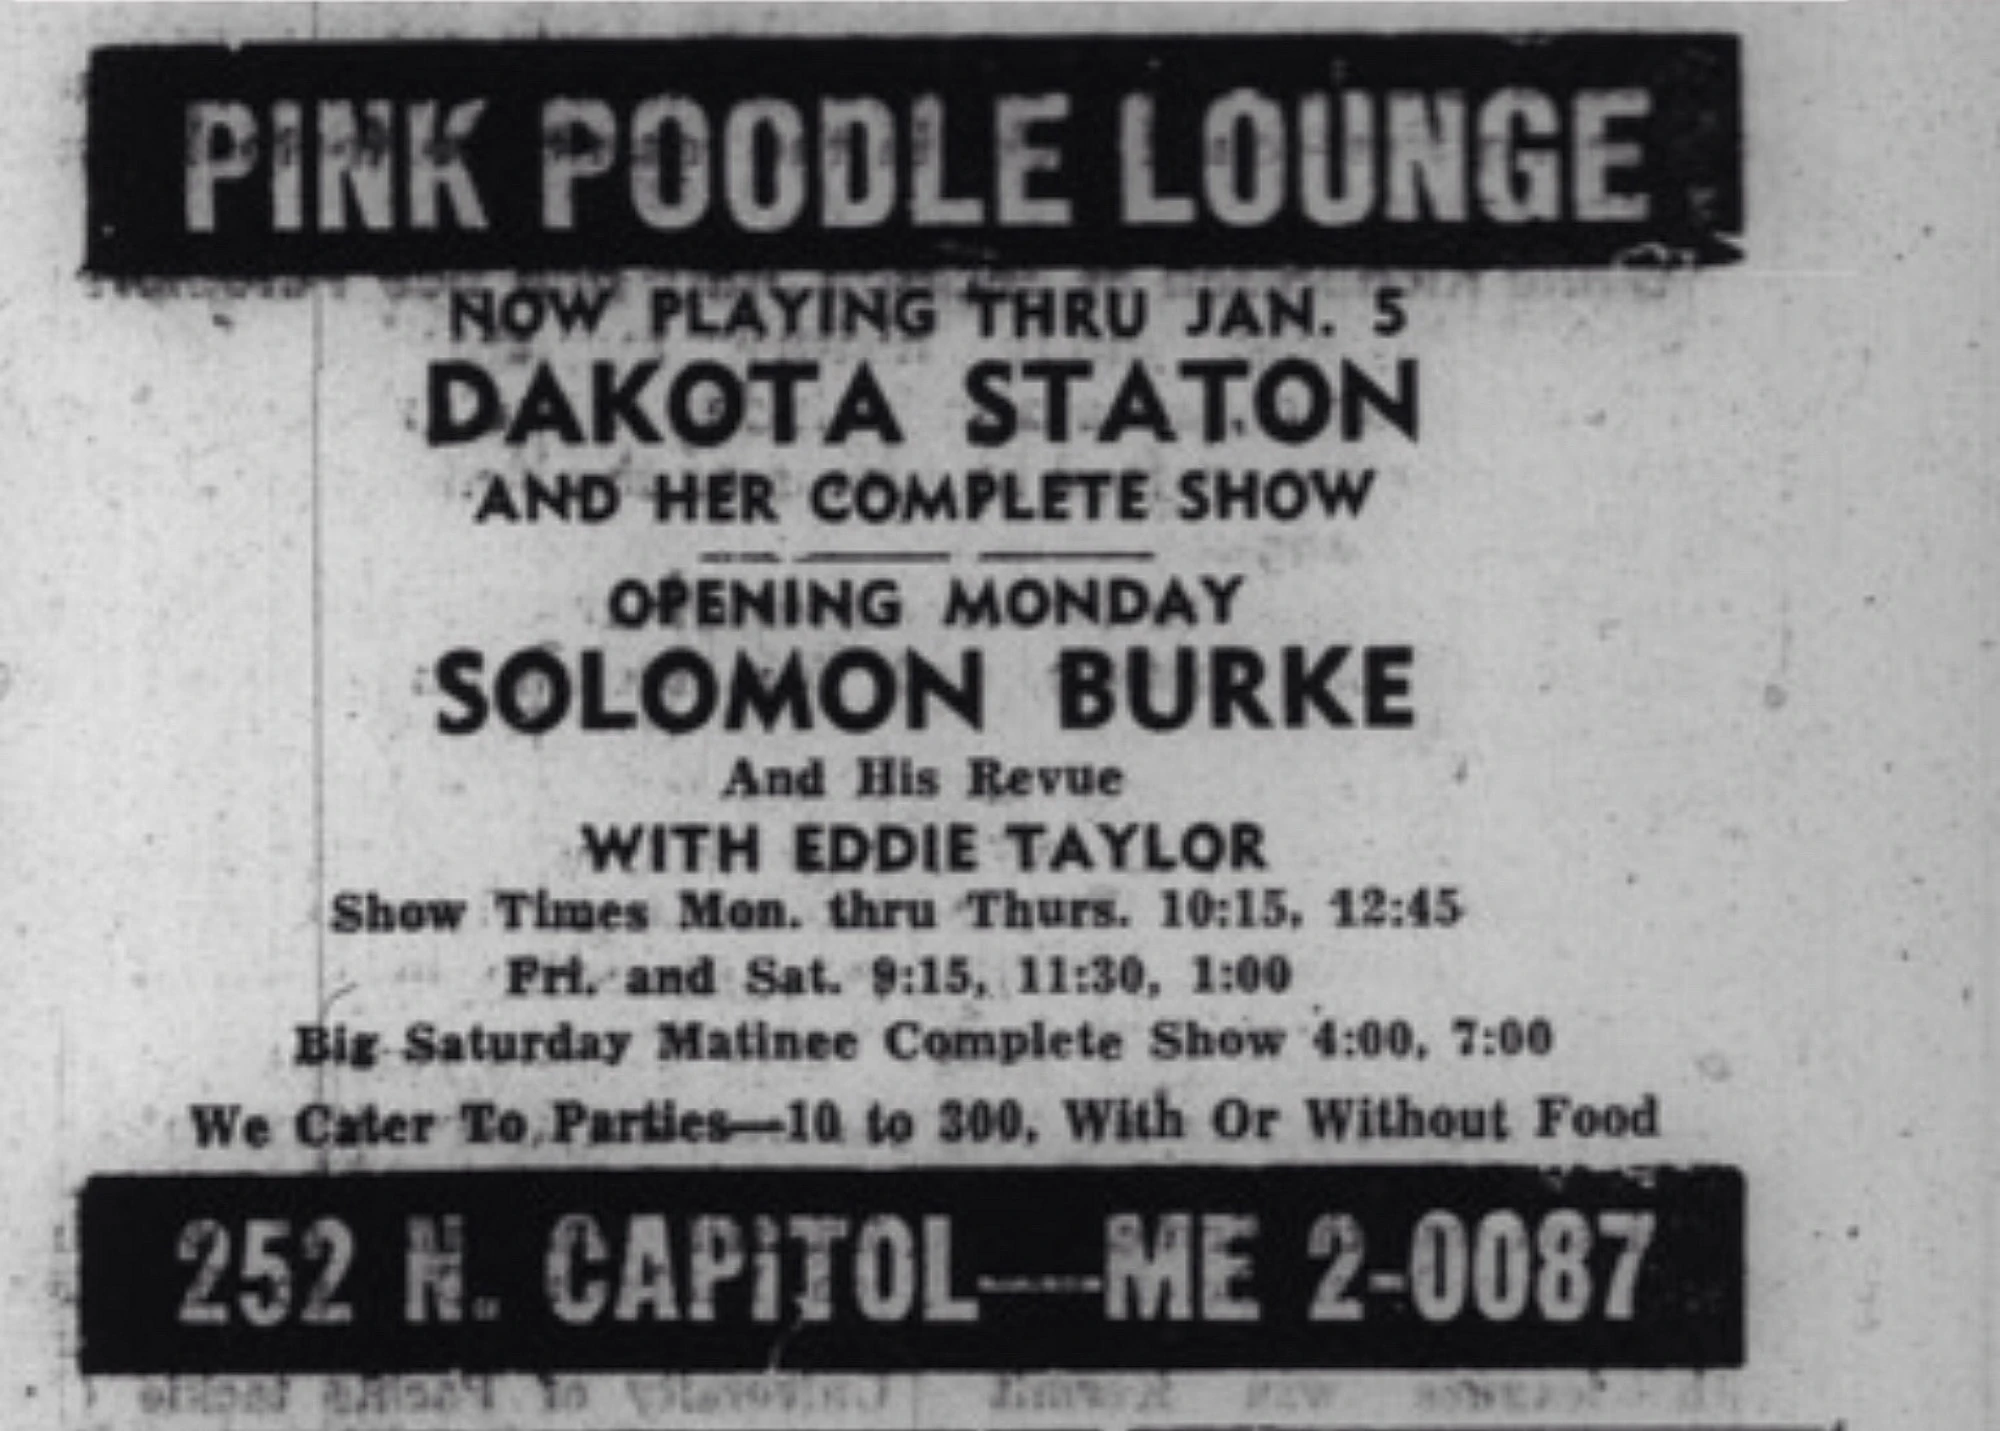 PINK POODLE LOUNGE
NOW PLAYING THRU JAN. 5
DAKOTA STATON
AND HER COMPLETE SHOW
OPENING MONDAY
SOLOMON BURKE
And His Revue
WITH EDDIE TAYLOR
Show Times Mon. thru Thurs. 10:15, 12:45
Fri. and Sat. 9:15, 11:30, 1:00
Big Saturday Matinee Complete Show 4:00, 7:00
We Cater To Parties—10 to 300, With Or Without Food
252 N. CAPITOL—ME 2-0087